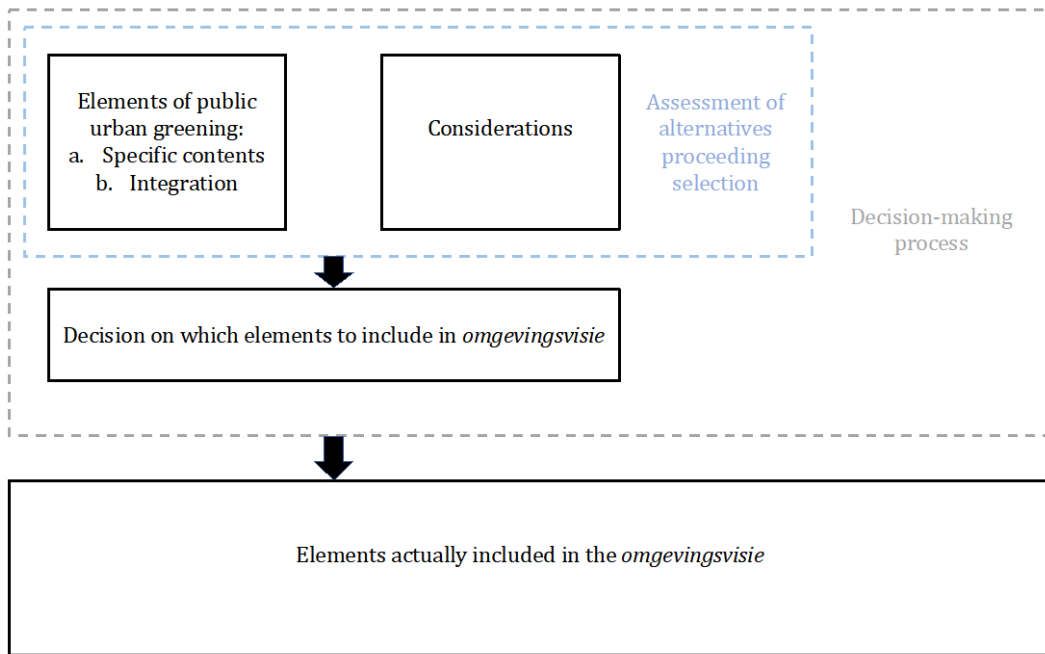 Elements of public
urban greening:
a. Specific contents
b. Integration
Considerations
Assessment of
alternatives
proceeding
selection
Decision-making
process
Decision on which elements to include in omgevingsvisie
Elements actually included in the omgevingsvisie